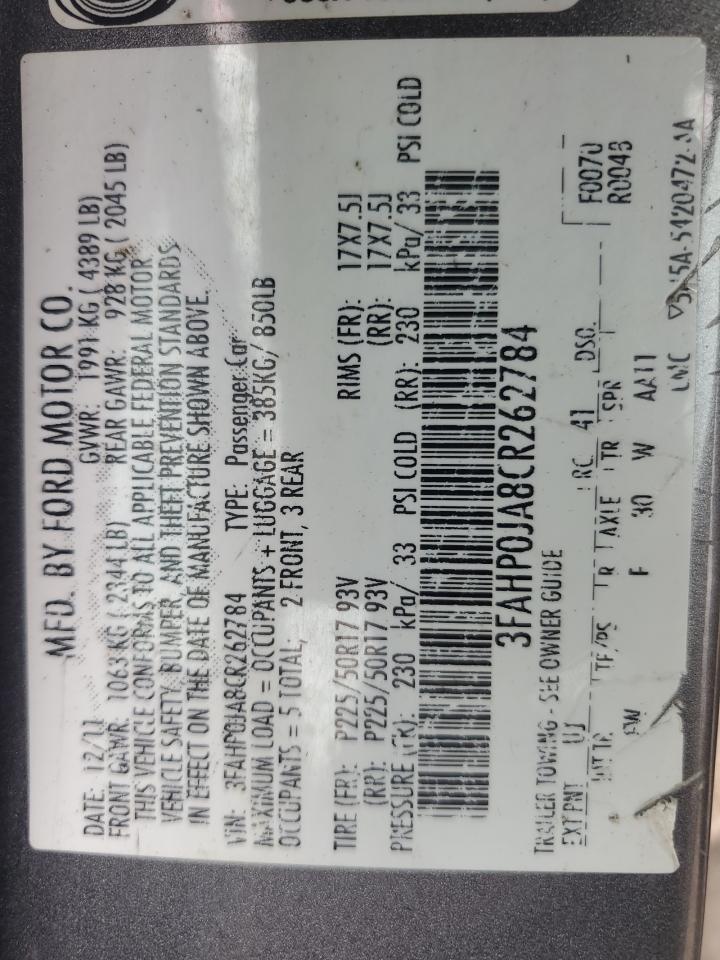 MFD. BY FORD MOTOR CO.
DATE: 12/11 GVWR: 1991 KG ( 4389 LB)
FRONT GAWR: 1063 KG ( 2344 LB) REAR GAWR: 928 KG ( 2045 LB)
THIS VEHICLE CONFORMS TO ALL APPLICABLE FEDERAL MOTOR
VEHICLE SAFETY, BUMPER, AND THEFT PREVENTION STANDARDS
IN EFFECT ON THE DATE OF MANUFACTURE SHOWN ABOVE.
VIN: 3FAHP0JA8CR262784 TYPE: Passenger Car
MAXIMUM LOAD = OCCUPANTS + LUGGAGE = 385KG/ 850LB
OCCUPANTS = 5 TOTAL, 2 FRONT, 3 REAR
TIRE (FR): P225/50R17 93V RIMS (FR): 17X7.5J
(RR): P225/50R17 93V (RR): 17X7.5J
PRESSURE (FR): 230 kPa/ 33 PSI COLD (RR): 230 kPa/ 33 PSI COLD
3FAHP0JA8CR262784
TRAILER TOWING - SEE OWNER GUIDE
EXT PNT UJ RC 41 DSO F0070
R0043
INT TR TP/PS R AXLE TR SPR
W F 30 W AA11